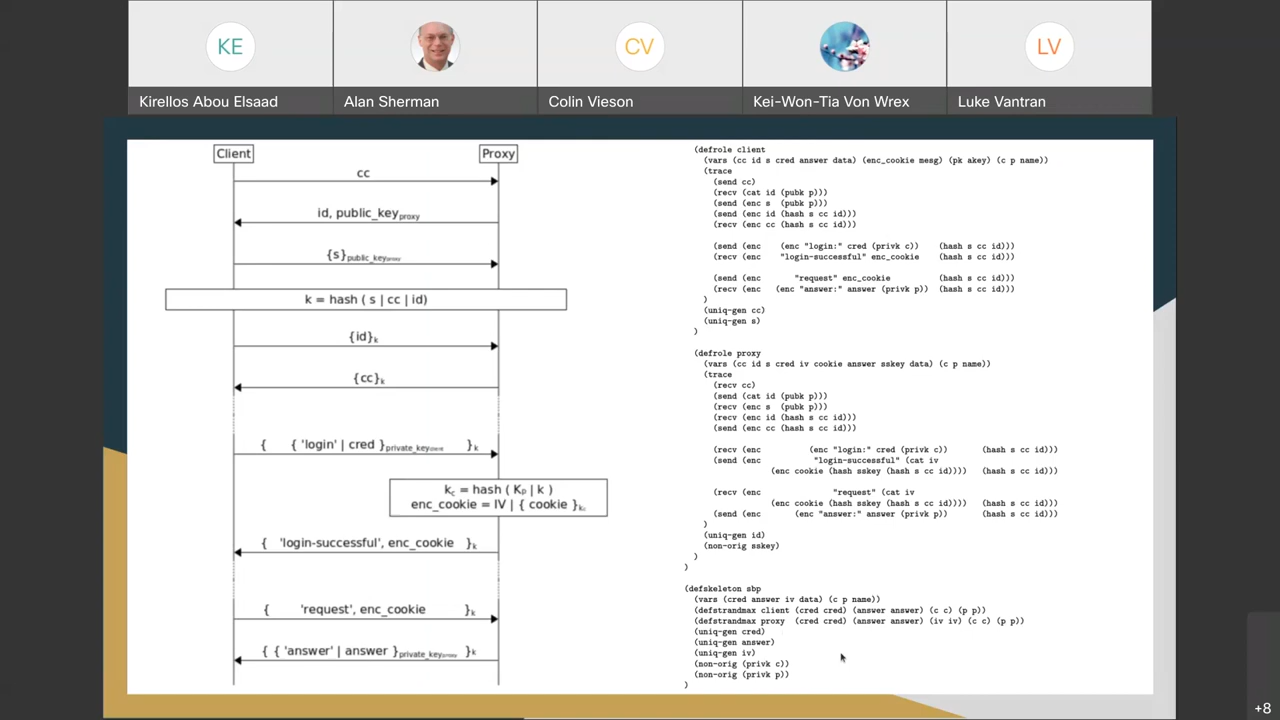 KE
CV
LV
Kirellos Abou Elsaad
Alan Sherman
Colin Vieson
Kei-Won-Tia Von Wrex
Luke Vantran
Client
Proxy
cc
id, public_key proxy
{s} public_key proxy
k = hash ( s | cc | id)
{id}k
{cc}k
{ { 'login' | cred } private_key client }k
kc = hash ( Kp | k )
enc_cookie = IV | { cookie }kc
{ 'login-successful', enc_cookie }k
{ 'request', enc_cookie }k
{ { 'answer' | answer } private_key proxy }k
(defrole client
(vars (cc id s cred answer data) (enc_cookie mesg) (pk akey) (c p name))
(trace
(send cc)
(recv (cat id (pubk p)))
(send (enc s (pubk p)))
(send (enc id (hash s cc id)))
(recv (enc cc (hash s cc id)))
(send (enc (enc "login:" cred (privk c)) (hash s cc id)))
(recv (enc "login-successful" enc_cookie (hash s cc id)))
(send (enc "request" enc_cookie (hash s cc id)))
(recv (enc (enc "answer:" answer (privk p)) (hash s cc id)))
)
(uniq-gen cc)
(uniq-gen s)
)
(defrole proxy
(vars (cc id s cred iv cookie answer sskey data) (c p name))
(trace
(recv cc)
(send (cat id (pubk p)))
(recv (enc s (pubk p)))
(recv (enc id (hash s cc id)))
(send (enc cc (hash s cc id)))
(recv (enc (enc "login:" cred (privk c)) (hash s cc id)))
(send (enc "login-successful" (cat iv
(enc cookie (hash sskey (hash s cc id)))) (hash s cc id)))
(recv (enc "request" (cat iv
(enc cookie (hash sskey (hash s cc id)))) (hash s cc id)))
(send (enc (enc "answer:" answer (privk p)) (hash s cc id)))
)
(uniq-gen id)
(non-orig sskey)
)
)
(defskeleton sbp
(vars (cred answer iv data) (c p name))
(defstrandmax client (cred cred) (answer answer) (c c) (p p))
(defstrandmax proxy (cred cred) (answer answer) (iv iv) (c c) (p p))
(uniq-gen cred)
(uniq-gen answer)
(uniq-gen iv)
(non-orig (privk c))
(non-orig (privk p))
)
+8